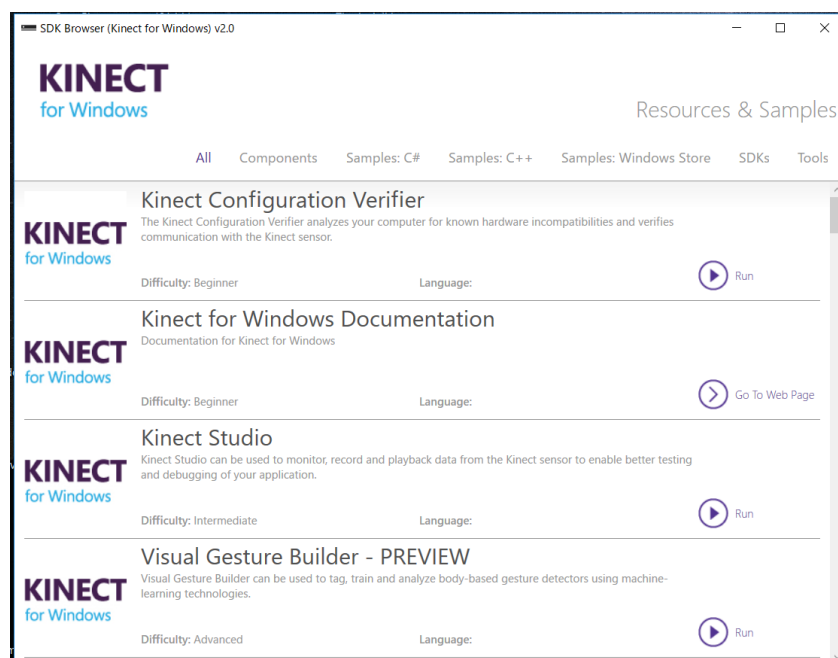 SDK Browser (Kinect for Windows) v2.0
KINECT
for Windows
Resources & Samples
All Components Samples: C# Samples: C++ Samples: Windows Store SDKs Tools
KINECT
for Windows
Kinect Configuration Verifier
The Kinect Configuration Verifier analyzes your computer for known hardware incompatibilities and verifies
communication with the Kinect sensor.
Difficulty: Beginner Language:
Run
KINECT
for Windows
Kinect for Windows Documentation
Documentation for Kinect for Windows
Difficulty: Beginner Language:
Go To Web Page
KINECT
for Windows
Kinect Studio
Kinect Studio can be used to monitor, record and playback data from the Kinect sensor to enable better testing
and debugging of your application.
Difficulty: Intermediate Language:
Run
KINECT
for Windows
Visual Gesture Builder - PREVIEW
Visual Gesture Builder can be used to tag, train and analyze body-based gesture detectors using machine-
learning technologies.
Difficulty: Advanced Language:
Run